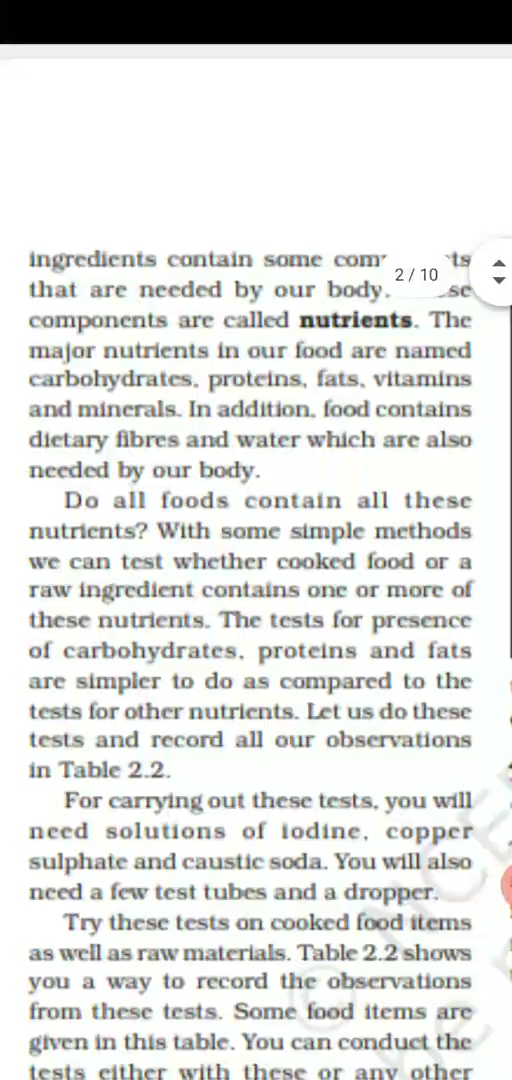 ingredients contain some
2 / 10
that are needed by our body.
components are called nutrients. The
major nutrients in our food are named
carbohydrates, proteins, fats, vitamins
and minerals. In addition, food contains
dietary fibres and water which are also
needed by our body.
Do all foods contain all these
nutrients? With some simple methods
we can test whether cooked food or a
raw ingredient contains one or more of
these nutrients. The tests for presence
of carbohydrates, proteins and fats
are simpler to do as compared to the
tests for other nutrients. Let us do these
tests and record all our observations
in Table 2.2.
For carrying out these tests, you will
need solutions of iodine, copper
sulphate and caustic soda. You will also
need a few test tubes and a dropper.
Try these tests on cooked food items
as well as raw materials. Table 2.2 shows
you a way to record the observations
from these tests. Some food items are
given in this table. You can conduct the
tests either with these or any other